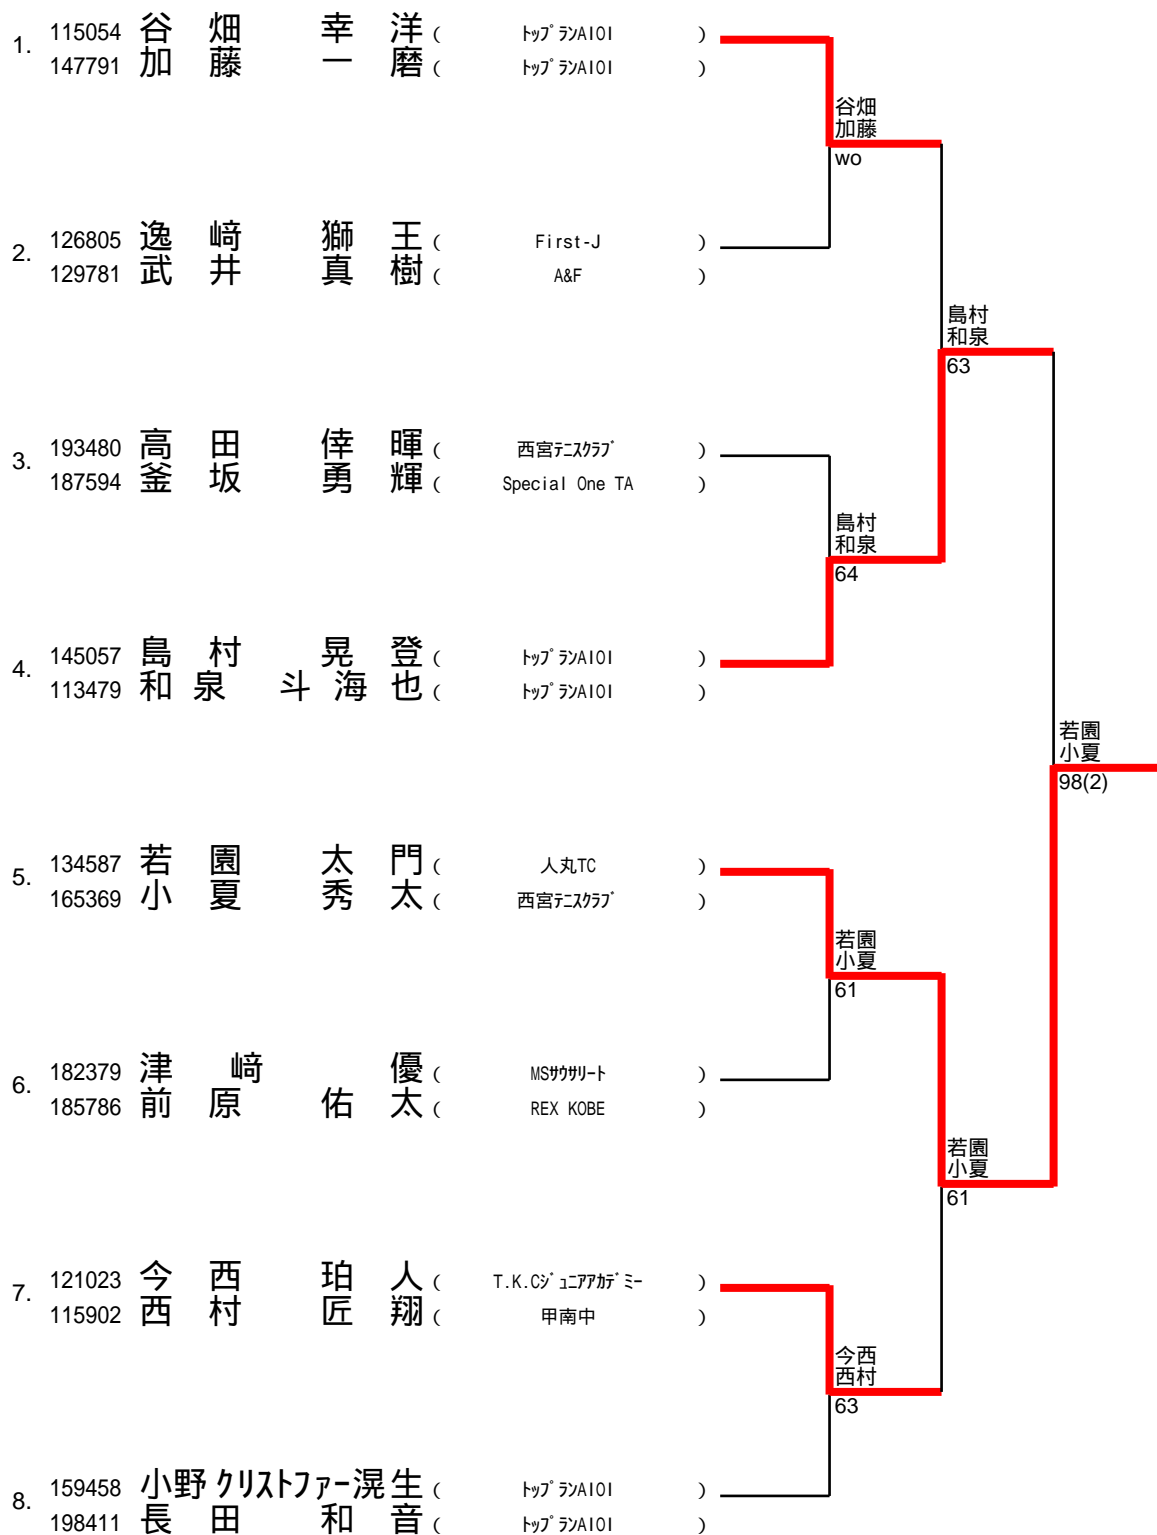 1. 115054 谷畑 幸洋 ( ﾄｯﾌﾟﾗﾝAIOI )
147791 加藤 一磨 ( ﾄｯﾌﾟﾗﾝAIOI )
谷畑
加藤
wo
2. 126805 逸﨑 獅王 ( First-J )
129781 武井 真樹 ( A&F )
島村
和泉
63
3. 193480 高田 倖暉 ( 西宮ﾃﾆｽｸﾗﾌﾞ )
187594 釜坂 勇輝 ( Special One TA )
島村
和泉
64
4. 145057 島村 晃登 ( ﾄｯﾌﾟﾗﾝAIOI )
113479 和泉 斗海也 ( ﾄｯﾌﾟﾗﾝAIOI )
若園
小夏
98(2)
5. 134587 若園 太門 ( 人丸TC )
165369 小夏 秀太 ( 西宮ﾃﾆｽｸﾗﾌﾞ )
若園
小夏
61
6. 182379 津﨑 優 ( MSｻｳｻﾘｰﾄ )
185786 前原 佑太 ( REX KOBE )
若園
小夏
61
7. 121023 今西 珀人 ( T.K.Cｼﾞｭﾆｱｱｶﾃﾞﾐｰ )
115902 西村 匠翔 ( 甲南中 )
今西
西村
63
8. 159458 小野 ｸﾘｽﾄﾌｧｰ滉生 ( ﾄｯﾌﾟﾗﾝAIOI )
198411 長田 和音 ( ﾄｯﾌﾟﾗﾝAIOI )